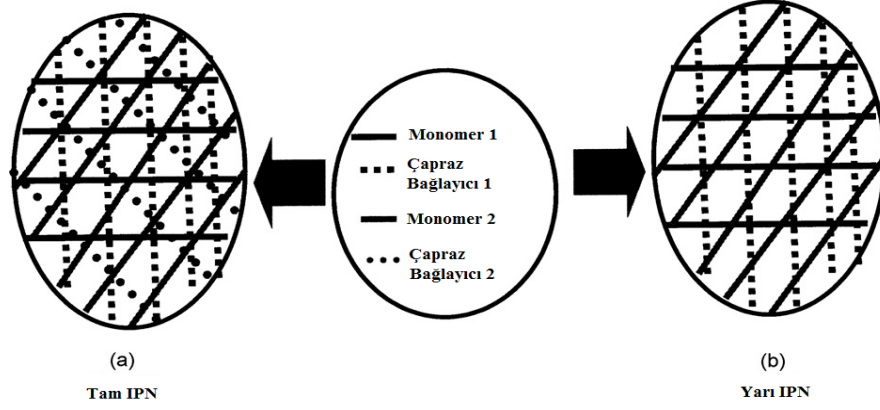 Monomer 1
Çapraz
Bağlayıcı 1
Monomer 2
Çapraz
Bağlayıcı 2
(a)
(b)
Tam IPN
Yarı IPN